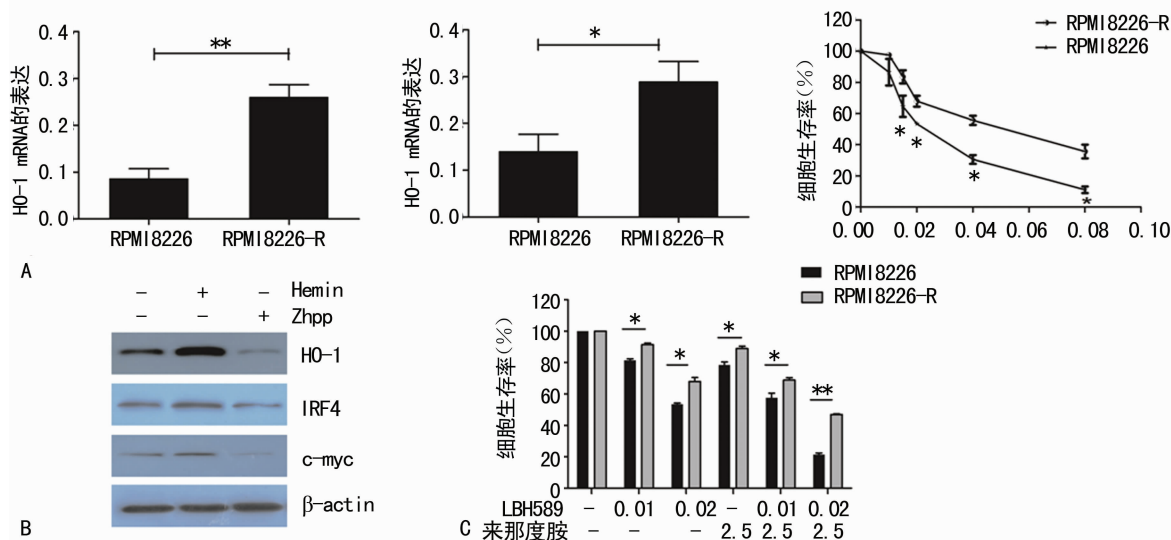 0.4
0.3
0.2
0.1
0.0
HO-1 mRNA的表达
**
RPMI8226 RPMI8226-R
0.4
0.3
0.2
0.1
0.0
HO-1 mRNA的表达
*
RPMI8226 RPMI8226-R
RPMI8226-R
RPMI8226
120
100
80
60
40
20
0
细胞生存率(%)
* * * *
0.00 0.02 0.04 0.06 0.08 0.10
A
- + - Hemin
- - + Zhpp
HO-1
IRF4
c-myc
β-actin
B
RPMI8226
RPMI8226-R
120
100
80
60
40
20
0
细胞生存率(%)
* * * * **
LBH589 - 0.01 0.02 - 0.01 0.02
来那度胺 - - - 2.5 2.5 2.5
C